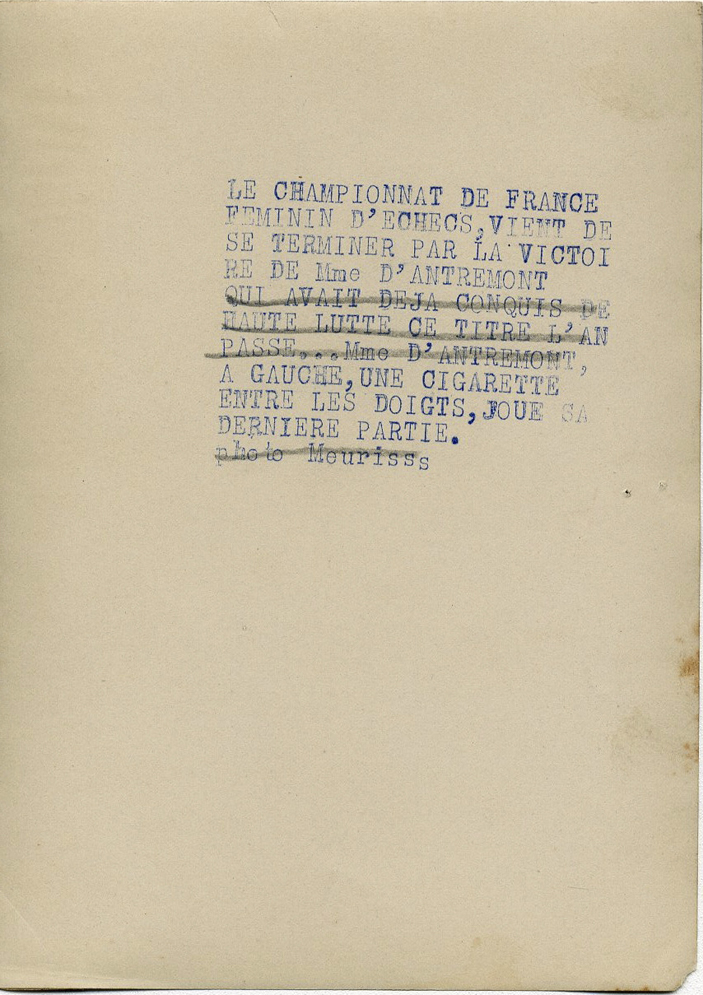 LE CHAMPIONNAT DE FRANCE
FEMININ D'ECHECS,VIENT DE
SE TERMINER PAR LA VICTOI
RE DE Mme D'ANTREMONT
QUI AVAIT DEJA CONQUIS DE
HAUTE LUTTE CE TITRE L'AN
PASSE...Mme D'ANTREMONT,
A GAUCHE,UNE CIGARETTE
ENTRE LES DOIGTS,JOUE SA
DERNIERE PARTIE.
photo Meurisss